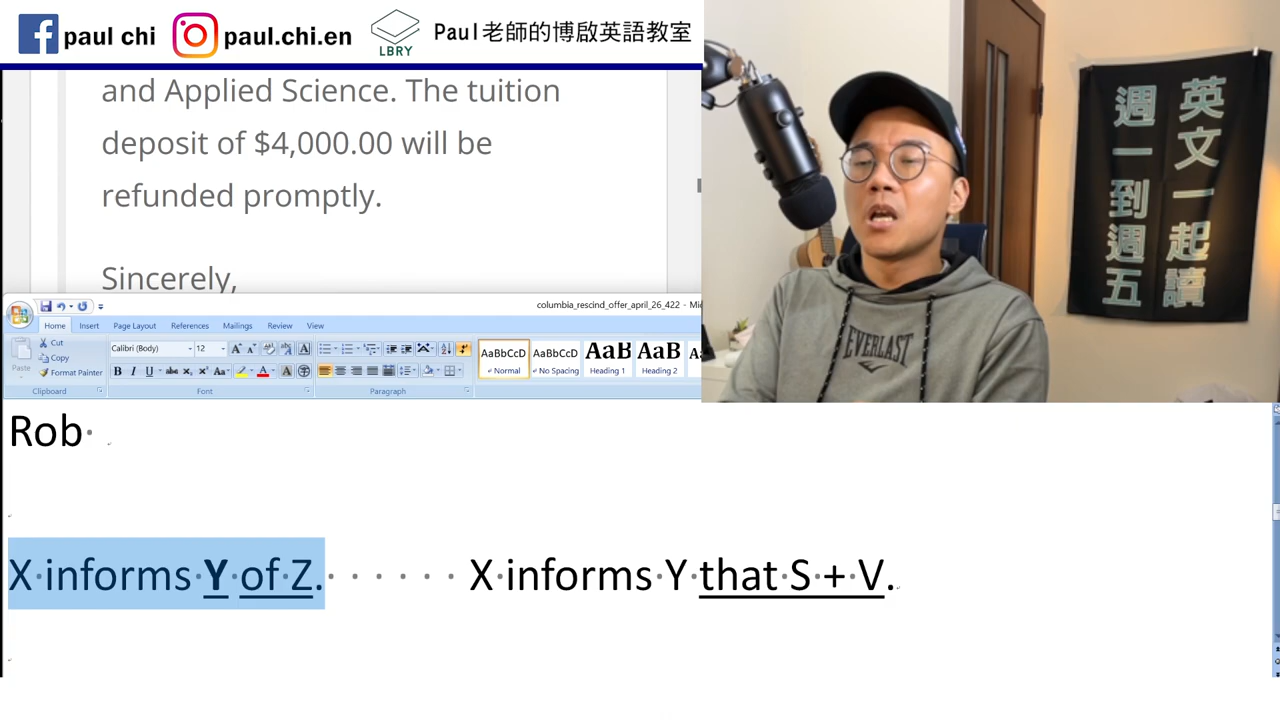 paul chi
paul.chi.en
LBRY
Paul老師的博啟英語教室
and Applied Science. The tuition
deposit of $4,000.00 will be
refunded promptly.
Sincerely,
英文一起讀
週一到週五
EVERLAST
columbia_rescind_offer_april_26_422 - Mi
Home Insert Page Layout References Mailings Review View
Paste
Cut
Copy
Format Painter
Clipboard
Calibri (Body) 12
Font
Paragraph
AaBbCcD AaBbCcD AaB AaB
Normal No Spacing Heading 1 Heading 2
Rob
X informs Y of Z. X informs Y that S + V.